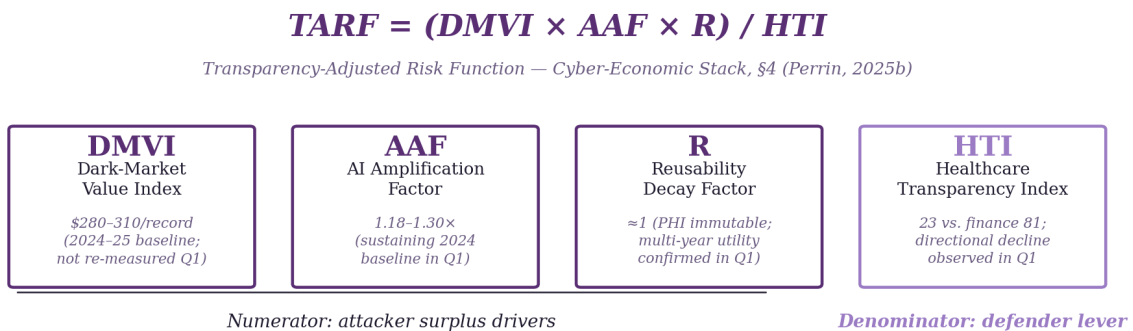 TARF = (DMVI × AAF × R) / HTI
Transparency-Adjusted Risk Function — Cyber-Economic Stack, §4 (Perrin, 2025b)
DMVI
Dark-Market
Value Index
$280–310/record
(2024–25 baseline;
not re-measured Q1)
AAF
AI Amplification
Factor
1.18–1.30×
(sustaining 2024
baseline in Q1)
R
Reusability
Decay Factor
≈1 (PHI immutable;
multi-year utility
confirmed in Q1)
HTI
Healthcare
Transparency Index
23 vs. finance 81;
directional decline
observed in Q1
Numerator: attacker surplus drivers
Denominator: defender lever